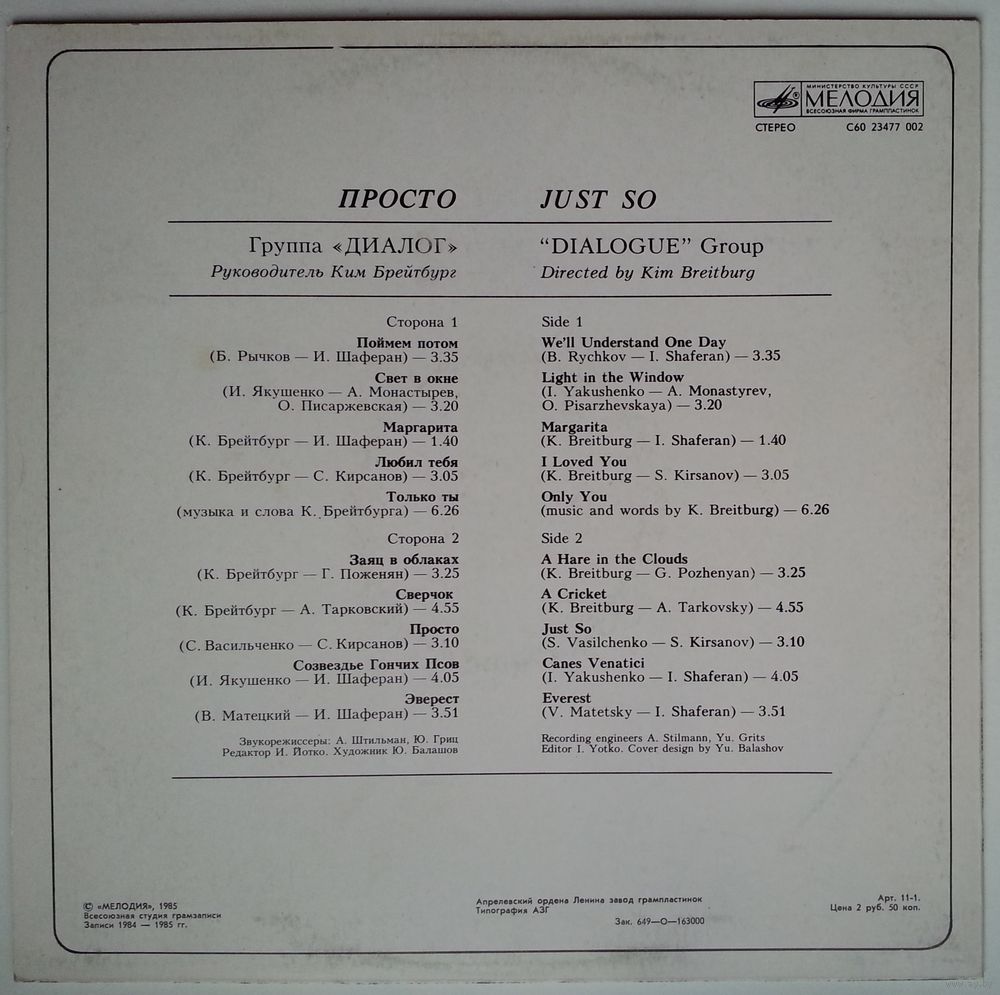 МИНИСТЕРСТВО КУЛЬТУРЫ СССР
МЕЛОДИЯ
ВСЕСОЮЗНАЯ ФИРМА ГРАМПЛАСТИНОК
СТЕРЕО С60 23477 002
ПРОСТО
Группа «ДИАЛОГ»
Руководитель Ким Брейтбург
Сторона 1
Поймем потом
(Б. Рычков — И. Шаферан) — 3.35
Свет в окне
(И. Якушенко — А. Монастырев,
О. Писаржевская) — 3.20
Маргарита
(К. Брейтбург — И. Шаферан) — 1.40
Любил тебя
(К. Брейтбург — С. Кирсанов) — 3.05
Только ты
(музыка и слова К. Брейтбурга) — 6.26
Сторона 2
Заяц в облаках
(К. Брейтбург — Г. Поженян) — 3.25
Сверчок
(К. Брейтбург — А. Тарковский) — 4.55
Просто
(С. Васильченко — С. Кирсанов) — 3.10
Созвездье Гончих Псов
(И. Якушенко — И. Шаферан) — 4.05
Эверест
(В. Матецкий — И. Шаферан) — 3.51
Звукорежиссеры: А. Штильман, Ю. Гриц
Редактор И. Йотко. Художник Ю. Балашов
JUST SO
“DIALOGUE” Group
Directed by Kim Breitburg
Side 1
We'll Understand One Day
(B. Rychkov — I. Shaferan) — 3.35
Light in the Window
(I. Yakushenko — A. Monastyrev,
O. Pisarzhevskaya) — 3.20
Margarita
(K. Breitburg — I. Shaferan) — 1.40
I Loved You
(K. Breitburg — S. Kirsanov) — 3.05
Only You
(music and words by K. Breitburg) — 6.26
Side 2
A Hare in the Clouds
(K. Breitburg — G. Pozhenyan) — 3.25
A Cricket
(K. Breitburg — A. Tarkovsky) — 4.55
Just So
(S. Vasilchenko — S. Kirsanov) — 3.10
Canes Venatici
(I. Yakushenko — I. Shaferan) — 4.05
Everest
(V. Matetsky — I. Shaferan) — 3.51
Recording engineers A. Stilmann, Yu. Grits
Editor I. Yotko. Cover design by Yu. Balashov
© «МЕЛОДИЯ», 1985
Всесоюзная студия грамзаписи
Записи 1984 — 1985 гг.
Апрелевский ордена Ленина завод грампластинок
Типография АЗГ
Зак. 649—О—163000
Арт. 11-1.
Цена 2 руб. 50 коп.
www.ay.by